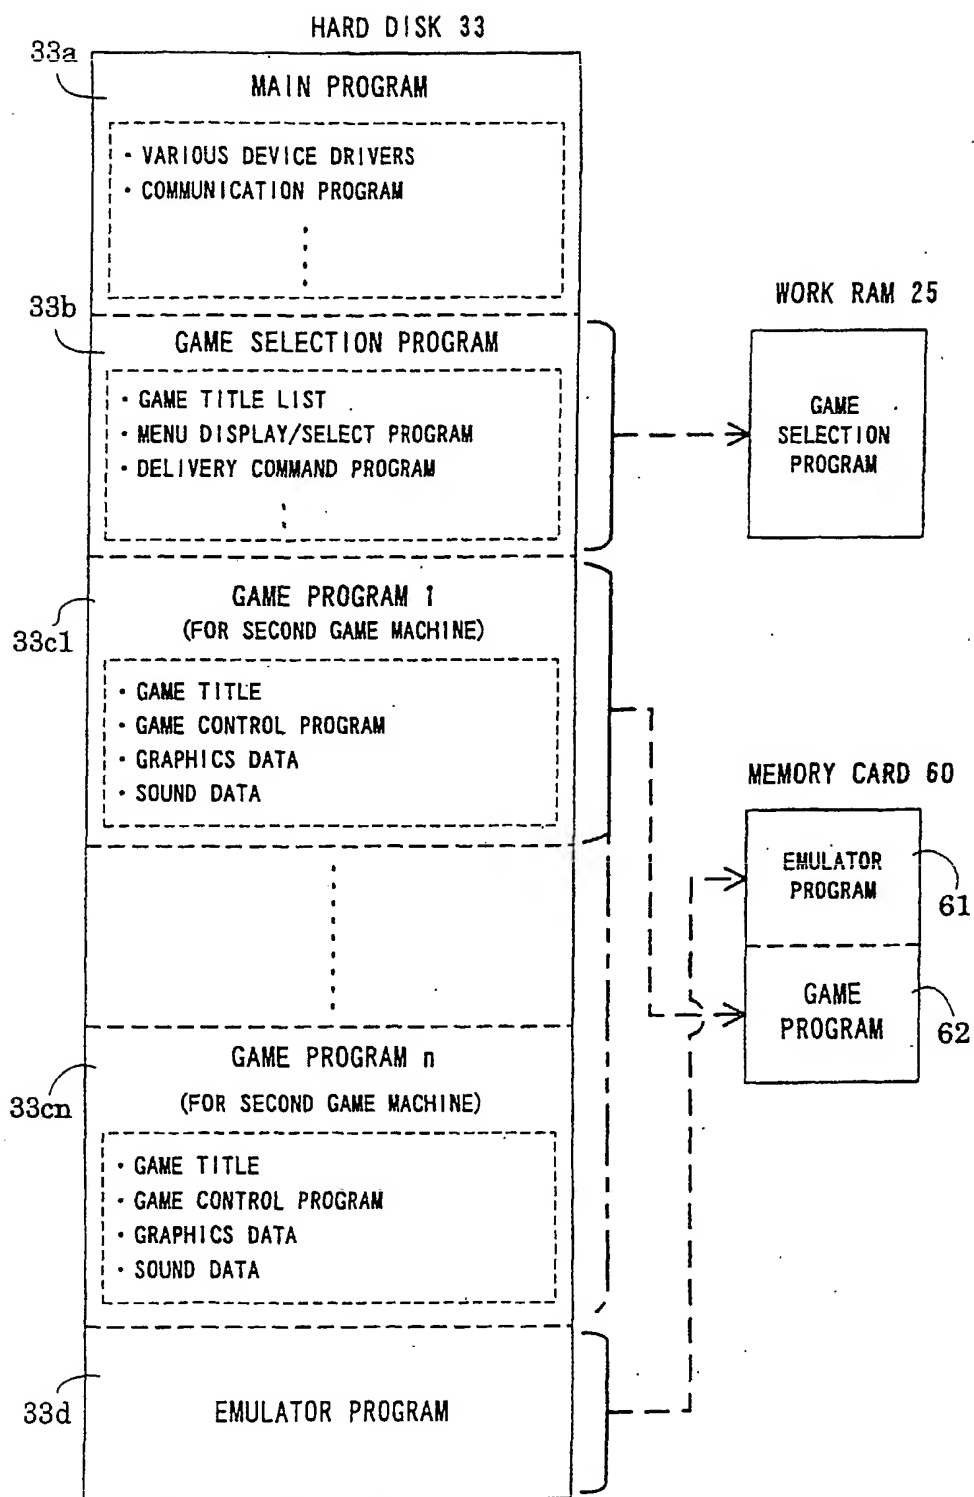 HARD DISK 33
33a
MAIN PROGRAM
· VARIOUS DEVICE DRIVERS
· COMMUNICATION PROGRAM
33b
GAME SELECTION PROGRAM
· GAME TITLE LIST
· MENU DISPLAY/SELECT PROGRAM
· DELIVERY COMMAND PROGRAM
WORK RAM 25
GAME
SELECTION
PROGRAM
33c1
GAME PROGRAM 1
(FOR SECOND GAME MACHINE)
· GAME TITLE
· GAME CONTROL PROGRAM
· GRAPHICS DATA
· SOUND DATA
MEMORY CARD 60
EMULATOR
PROGRAM
61
GAME
PROGRAM
62
33cn
GAME PROGRAM n
(FOR SECOND GAME MACHINE)
· GAME TITLE
· GAME CONTROL PROGRAM
· GRAPHICS DATA
· SOUND DATA
33d
EMULATOR PROGRAM